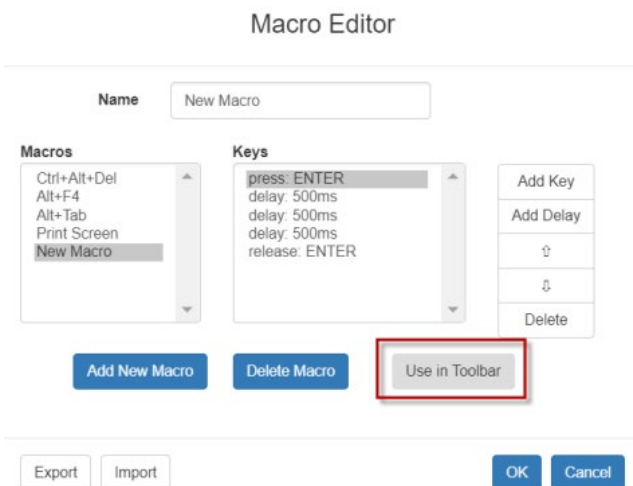 Macro Editor
Name New Macro
Macros
Ctrl+Alt+Del
Alt+F4
Alt+Tab
Print Screen
New Macro
Keys
press: ENTER
delay: 500ms
delay: 500ms
delay: 500ms
release: ENTER
Add Key
Add Delay
⇧
⇩
Delete
Add New Macro Delete Macro Use in Toolbar
Export Import OK Cancel